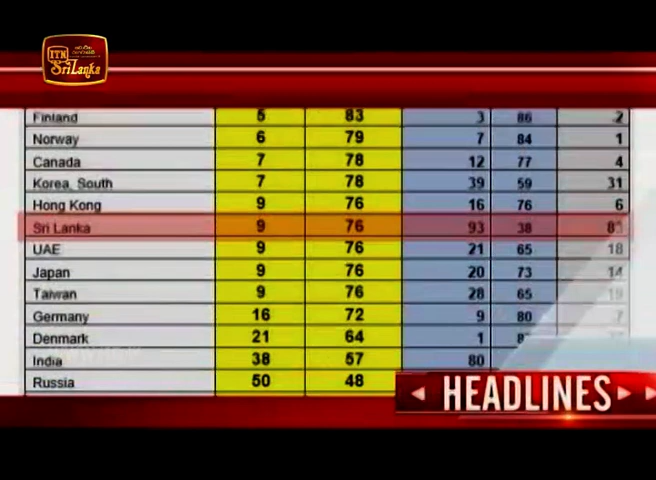 ITN
Sri Lanka
Finland 5 83 3 86 2
Norway 6 79 7 84 1
Canada 7 78 12 77 4
Korea, South 7 78 39 59 31
Hong Kong 9 76 16 76 6
Sri Lanka 9 76 93 38
UAE 9 76 21 65 18
Japan 9 76 20 73 14
Taiwan 9 76 28 65
Germany 16 72 9 80 7
Denmark 21 64 1
India 38 57 80
Russia 50 48
HEADLINES